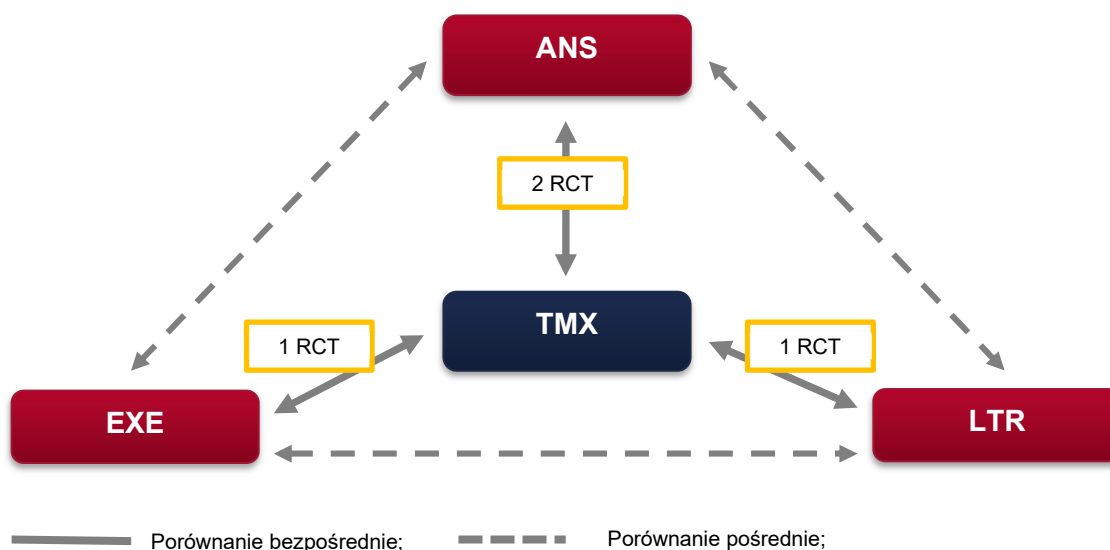 ANS
2 RCT
TMX
1 RCT
1 RCT
EXE
LTR
Porównanie bezpośrednie;
Porównanie pośrednie;